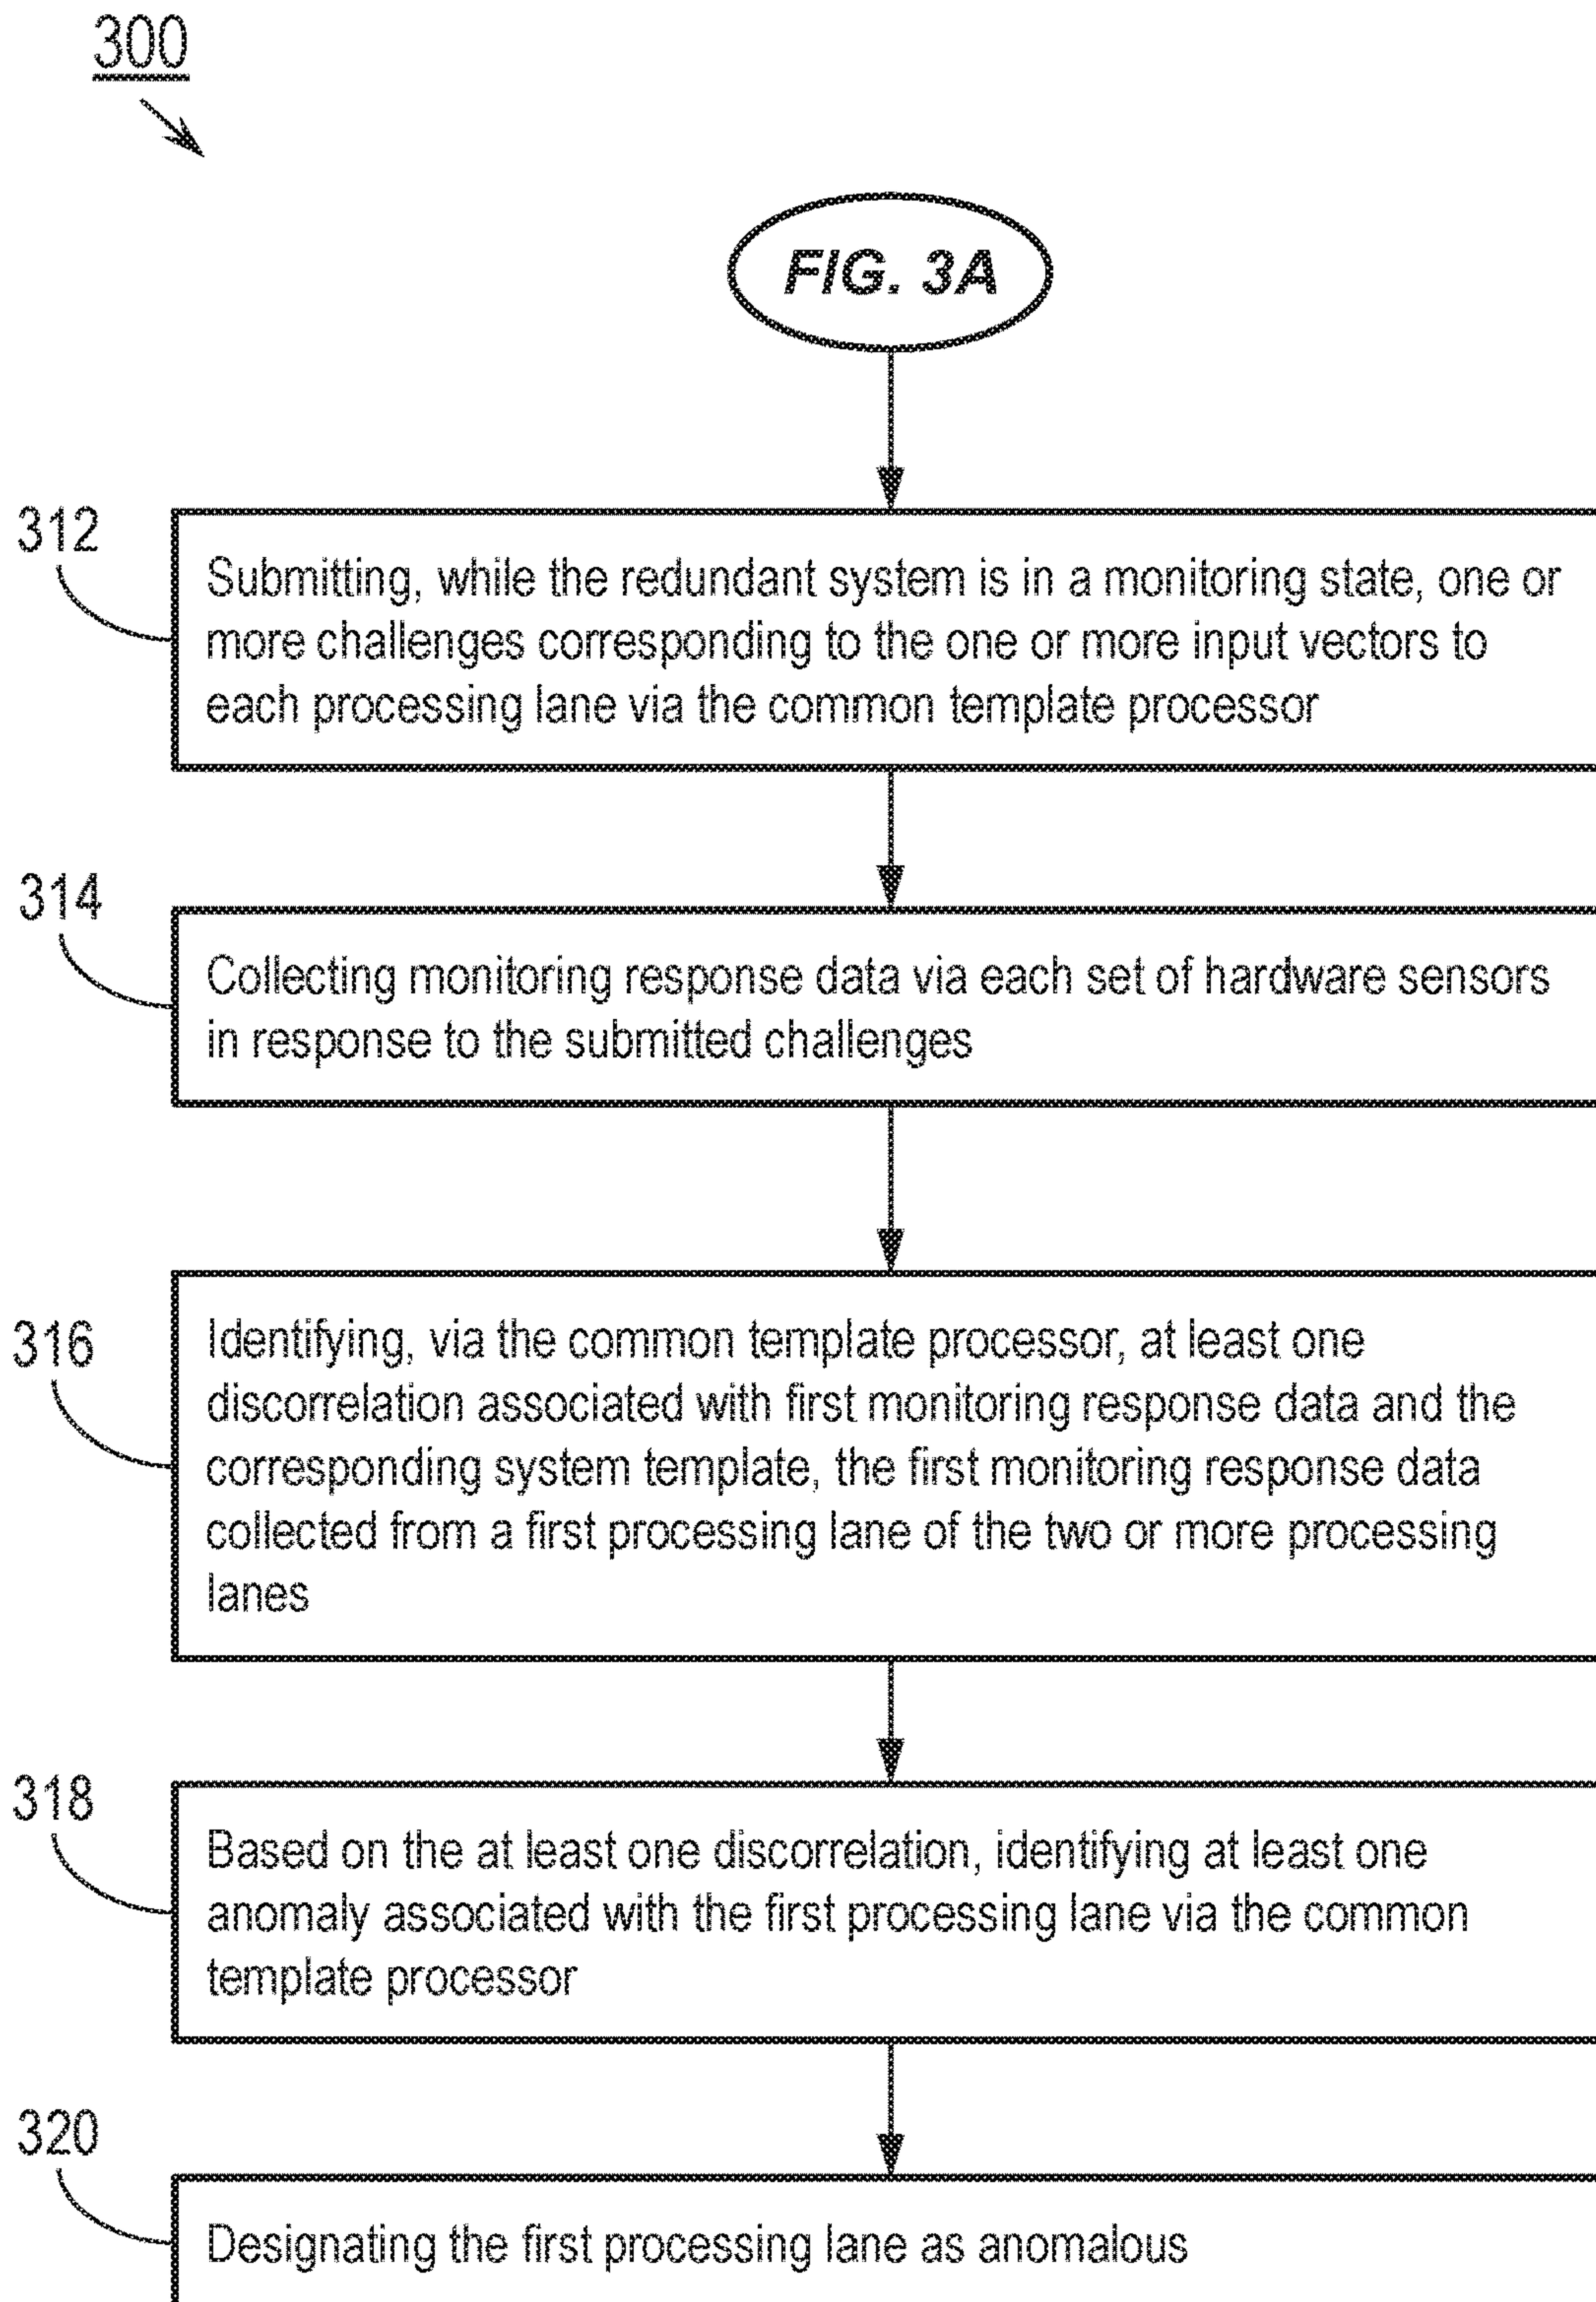 300
FIG. 3A
312
Submitting, while the redundant system is in a monitoring state, one or
more challenges corresponding to the one or more input vectors to
each processing lane via the common template processor
314
Collecting monitoring response data via each set of hardware sensors
in response to the submitted challenges
316
Identifying, via the common template processor, at least one
discorrelation associated with first monitoring response data and the
corresponding system template, the first monitoring response data
collected from a first processing lane of the two or more processing
lanes
318
Based on the at least one discorrelation, identifying at least one
anomaly associated with the first processing lane via the common
template processor
320
Designating the first processing lane as anomalous